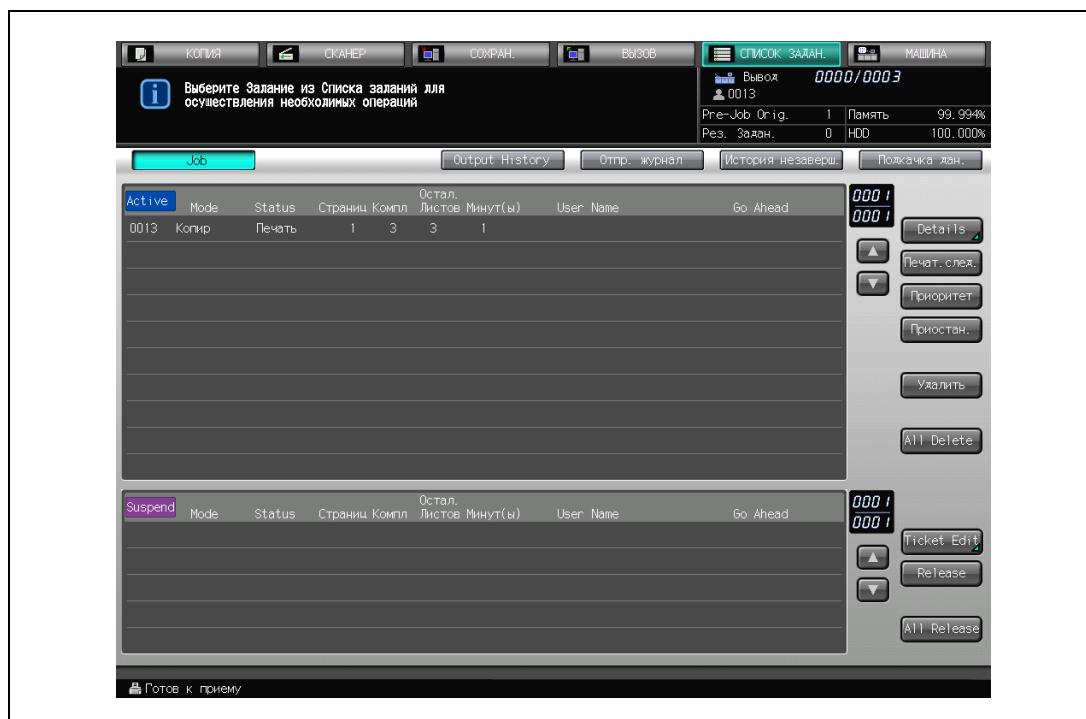 КОПИЯ СКАНЕР СОХРАН. ВЫЗОВ СПИСОК ЗАДАН. МАШИНА
Выберите Залание из Списка заланий лля
осуществления необхолимых операций
Вывод 0000/0003
0013
Pre-Job Orig. 1 Память 99.994%
Рез. Задан. 0 HDD 100.000%
Job Output History Отпр. журнал История незаверш. Подкачка дан.
Active Mode Status Страниц Компл Остал. Листов Минут(ы) User Name Go Ahead
0001
0001
0013 Копир Печать 1 3 3 1
Details
Печат.след.
Приоритет
Приостан.
Удалить
All Delete
Suspend Mode Status Страниц Компл Остал. Листов Минут(ы) User Name Go Ahead
0001
0001
Ticket Edit
Release
All Release
Готов к приему